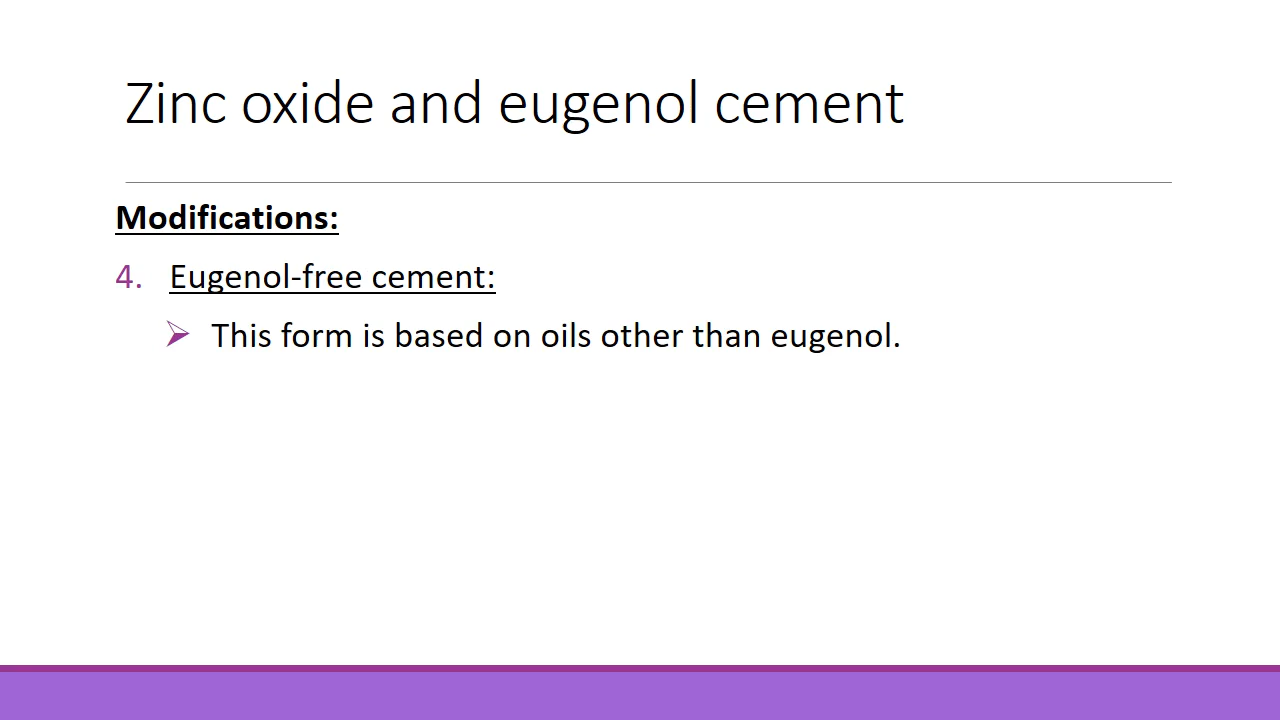 Zinc oxide and eugenol cement
Modifications:
4. Eugenol-free cement:
➢ This form is based on oils other than eugenol.